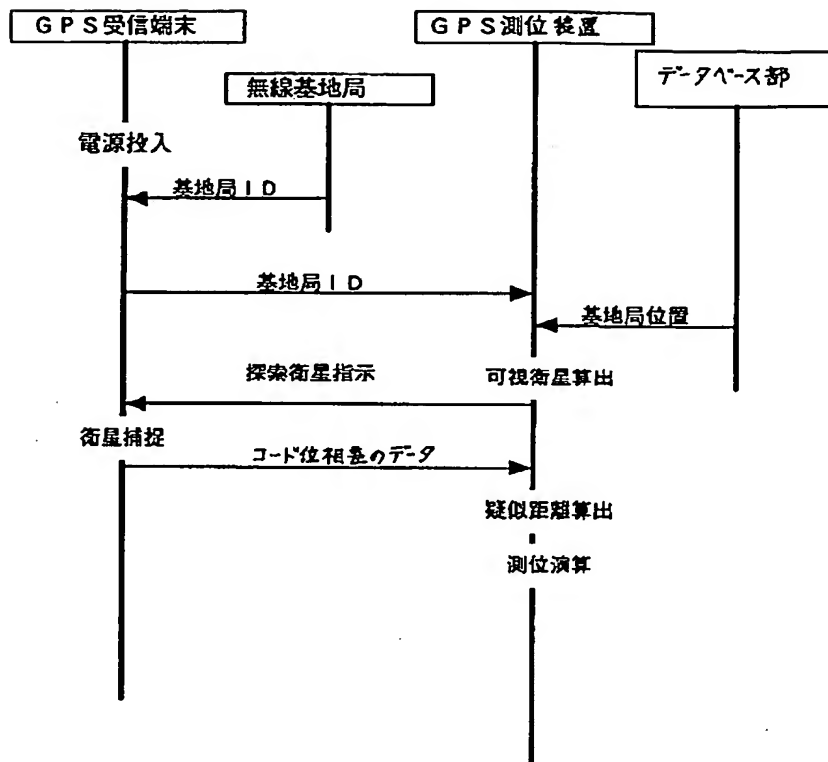 GPS受信端末
GPS測位装置
無線基地局
データベース部
電源投入
基地局ID
基地局ID
基地局位置
探索衛星指示
可視衛星算出
衛星捕捉
コード位相差のデータ
疑似距離算出
測位演算